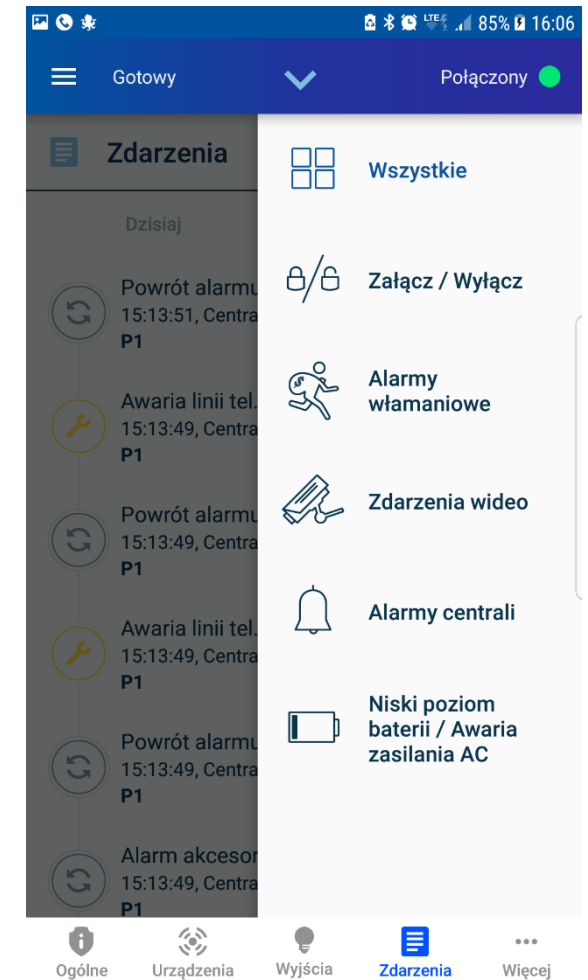 LTE 85% 16:06
Gotowy Połączony
Zdarzenia
Dzisiaj
Powrót alarmu
15:13:51, Centra
P1
Awaria linii tel.
15:13:49, Centra
P1
Powrót alarmu
15:13:49, Centra
P1
Awaria linii tel.
15:13:49, Centra
P1
Powrót alarmu
15:13:49, Centra
P1
Alarm akcesor
15:13:49, Centra
P1
Wszystkie
Załącz / Wyłącz
Alarmy
włamaniowe
Zdarzenia wideo
Alarmy centrali
Niski poziom
baterii / Awaria
zasilania AC
Ogólne Urządzenia Wyjścia Zdarzenia Więcej